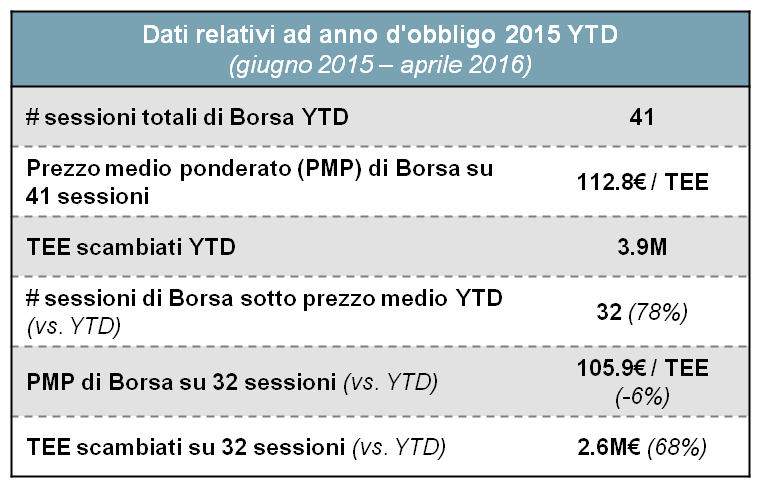 Dati relativi ad anno d'obbligo 2015 YTD
(giugno 2015 – aprile 2016)
# sessioni totali di Borsa YTD 41
Prezzo medio ponderato (PMP) di Borsa su
41 sessioni 112.8€ / TEE
TEE scambiati YTD 3.9M
# sessioni di Borsa sotto prezzo medio YTD
(vs. YTD) 32 (78%)
PMP di Borsa su 32 sessioni (vs. YTD) 105.9€ / TEE
(-6%)
TEE scambiati su 32 sessioni (vs. YTD) 2.6M€ (68%)